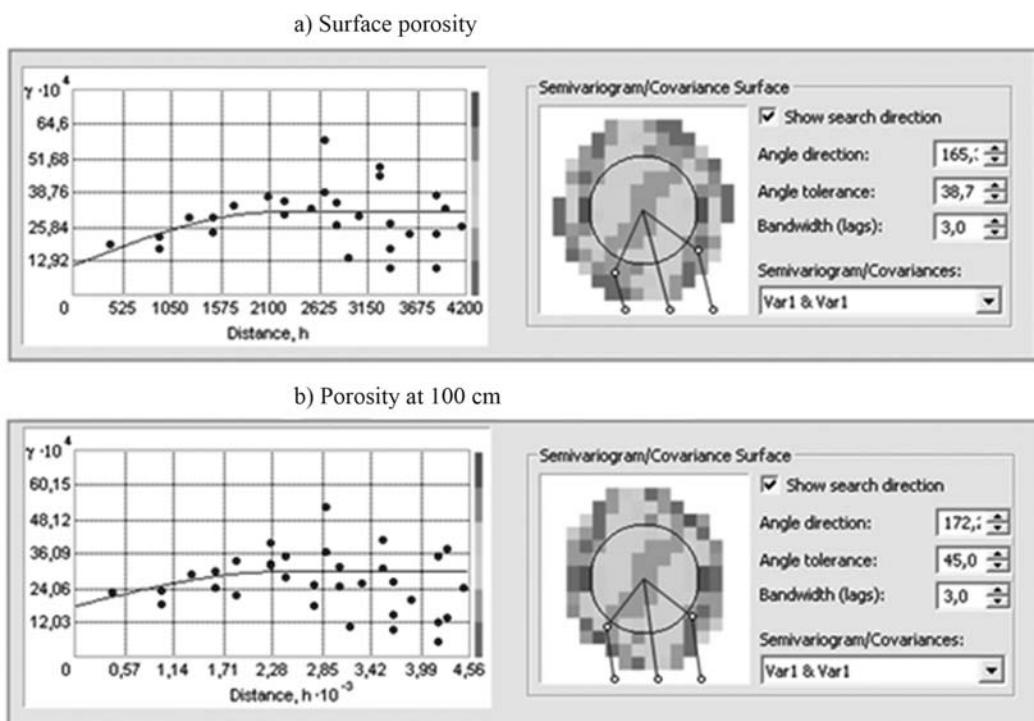 a) Surface porosity
γ·10⁴
64,6
51,68
38,76
25,84
12,92
0 525 1050 1575 2100 2625 3150 3675 4200
Distance, h
Semivariogram/Covariance Surface
Show search direction
Angle direction: 165,
Angle tolerance: 38,7
Bandwidth (lags): 3,0
Semivariogram/Covariances:
Var1 & Var1
b) Porosity at 100 cm
γ·10⁴
60,15
48,12
36,09
24,06
12,03
0 0,57 1,14 1,71 2,28 2,85 3,42 3,99 4,56
Distance, h·10⁻³
Semivariogram/Covariance Surface
Show search direction
Angle direction: 172,
Angle tolerance: 45,0
Bandwidth (lags): 3,0
Semivariogram/Covariances:
Var1 & Var1